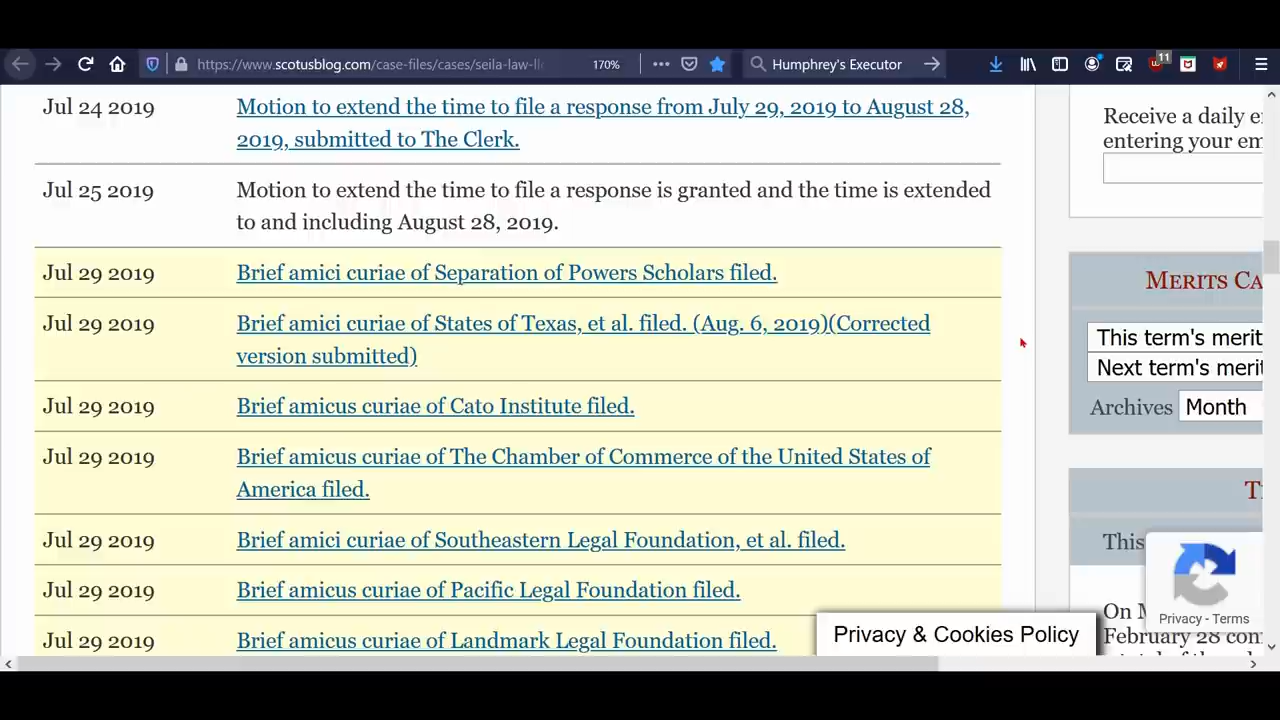 https://www.scotusblog.com/case-files/cases/seila-law-ll
170%
Humphrey's Executor
11
Jul 24 2019
Motion to extend the time to file a response from July 29, 2019 to August 28,
2019, submitted to The Clerk.
Jul 25 2019
Motion to extend the time to file a response is granted and the time is extended
to and including August 28, 2019.
Jul 29 2019
Brief amici curiae of Separation of Powers Scholars filed.
Jul 29 2019
Brief amici curiae of States of Texas, et al. filed. (Aug. 6, 2019)(Corrected
version submitted)
Jul 29 2019
Brief amicus curiae of Cato Institute filed.
Jul 29 2019
Brief amicus curiae of The Chamber of Commerce of the United States of
America filed.
Jul 29 2019
Brief amici curiae of Southeastern Legal Foundation, et al. filed.
Jul 29 2019
Brief amicus curiae of Pacific Legal Foundation filed.
Jul 29 2019
Brief amicus curiae of Landmark Legal Foundation filed.
Receive a daily e
entering your em
Merits Ca
This term's merit
Next term's merit
Archives
Month
T
This
On M
February 28 con
Privacy - Terms
Privacy & Cookies Policy